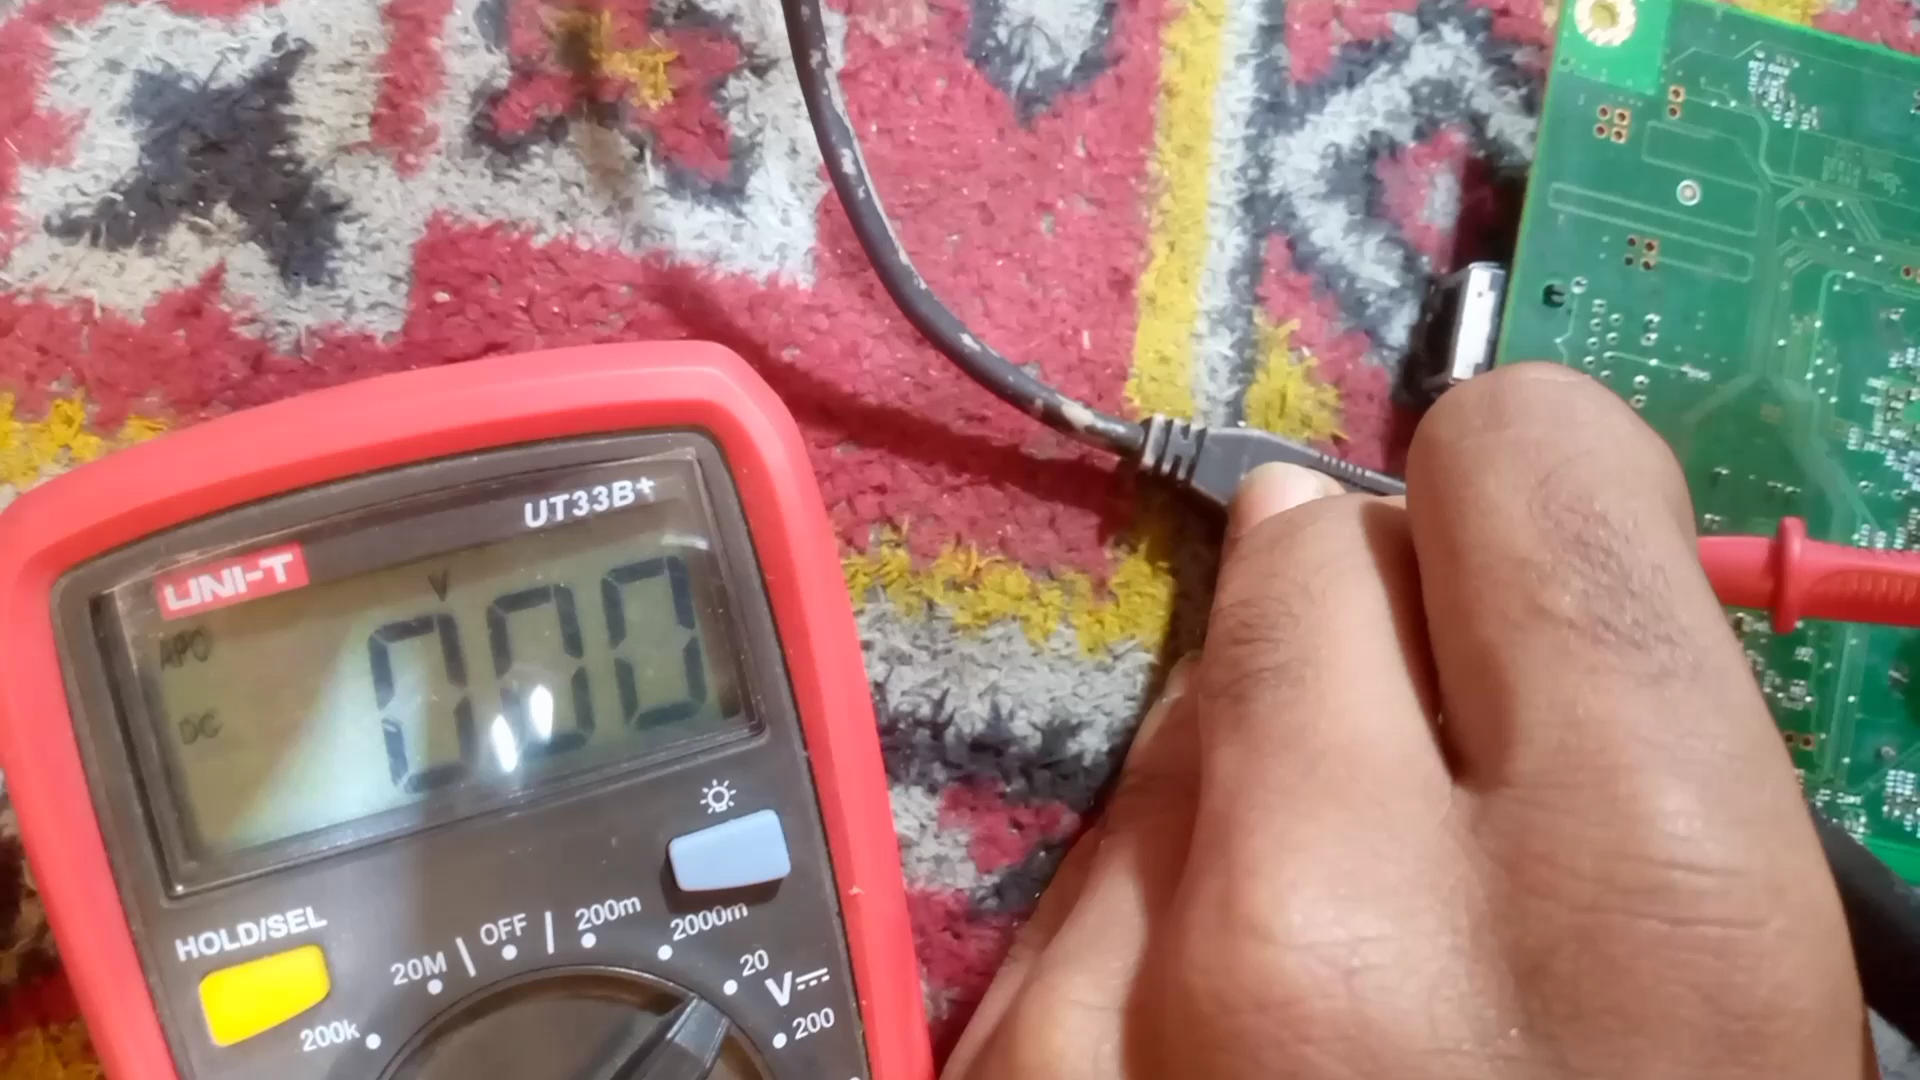 UT33B+
UNI-T
V
APO
DC
000
HOLD/SEL
20M
OFF
200m
2000m
20
V
200
200k